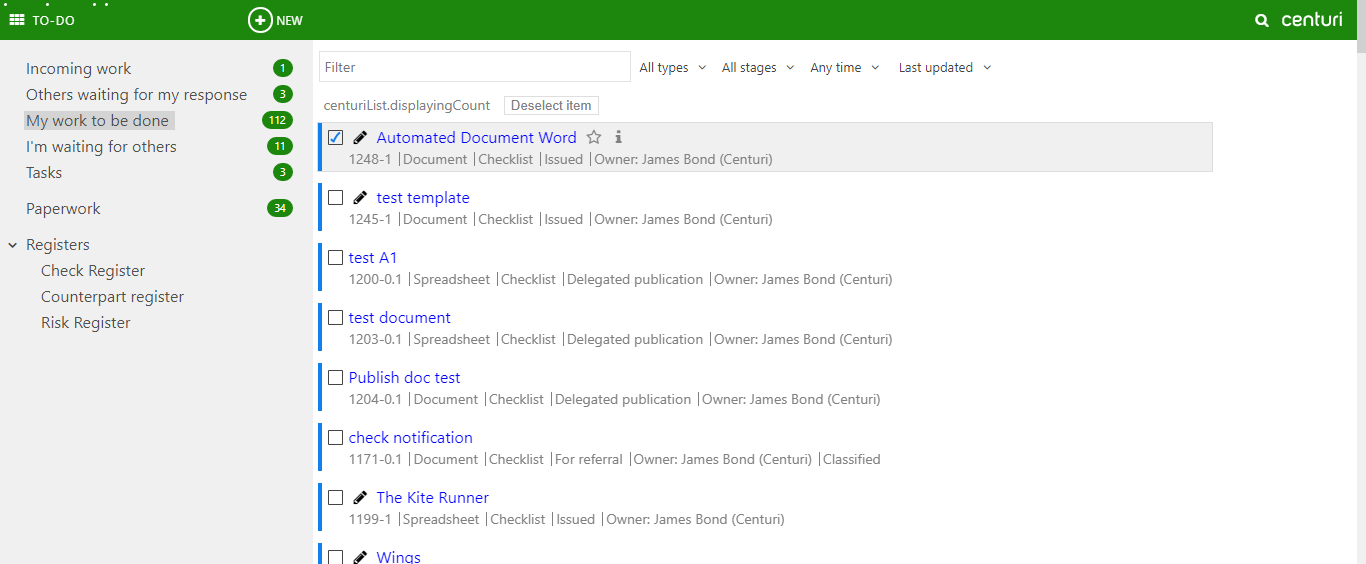 TO-DO
NEW
centuri
Incoming work 1
Others waiting for my response 3
My work to be done 112
I'm waiting for others 11
Tasks 3
Paperwork 34
Registers
Check Register
Counterpart register
Risk Register
Filter
All types
All stages
Any time
Last updated
centuriList.displayingCount
Deselect item
Automated Document Word
1248-1 |Document |Checklist |Issued |Owner: James Bond (Centuri)
test template
1245-1 |Document |Checklist |Issued |Owner: James Bond (Centuri)
test A1
1200-0.1 |Spreadsheet |Checklist |Delegated publication |Owner: James Bond (Centuri)
test document
1203-0.1 |Spreadsheet |Checklist |Delegated publication |Owner: James Bond (Centuri)
Publish doc test
1204-0.1 |Document |Checklist |Delegated publication |Owner: James Bond (Centuri)
check notification
1171-0.1 |Document |Checklist |For referral |Owner: James Bond (Centuri) |Classified
The Kite Runner
1199-1 |Spreadsheet |Checklist |Issued |Owner: James Bond (Centuri)
Wings